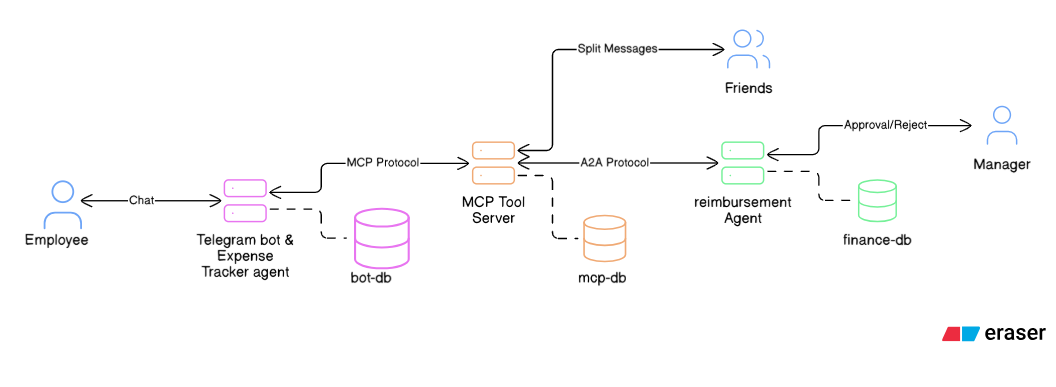 Split Messages
Friends
Approval/Reject
Manager
MCP Protocol
A2A Protocol
MCP Tool
Server
reimbursement
Agent
Chat
Employee
Telegram bot &
Expense
Tracker agent
bot-db
mcp-db
finance-db
eraser